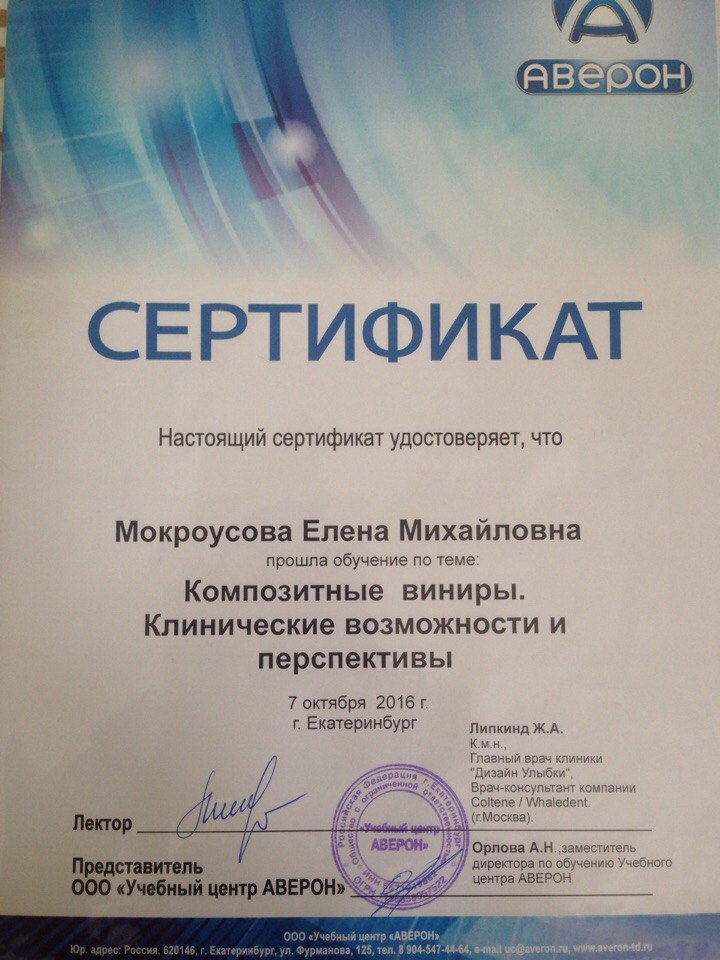 АВерон
СЕРТИФИКАТ
Настоящий сертификат удостоверяет, что
Мокроусова Елена Михайловна
прошла обучение по теме:
Композитные виниры.
Клинические возможности и
перспективы
7 октября 2016 г.
г. Екатеринбург
Липкинд Ж.А.
К.м.н.,
Главный врач клиники
"Дизайн Улыбки",
Врач-консультант компании
Coltene / Whaledent.
(г.Москва).
Лектор
Орлова А.Н.,заместитель
директора по обучению Учебного
центра АВЕРОН
Представитель
ООО «Учебный центр АВЕРОН»
Российская Федерация г.Екатеринбург
Общество с ограниченной ответственностью
«Учебный центр
АВЕРОН»
ИНН
ОГРН
ООО «Учебный центр «АВЕРОН»
Юр. адрес: Россия, 620146, г. Екатеринбург, ул. Фурманова, 125, тел. 8 904-547-44-64, e-mail uc@averon.ru, www.averon-td.ru